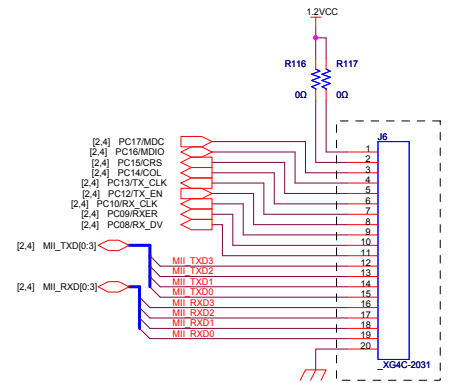 1.2VCC
R116 R117
0Ω 0Ω
J6
[2,4] PC17/MDC
[2,4] PC16/MDIO
[2,4] PC15/CRS
[2,4] PC14/COL
[2,4] PC13/TX_CLK
[2,4] PC12/TX_EN
[2,4] PC10/RX_CLK
[2,4] PC09/RXER
[2,4] PC08/RX_DV
[2,4] MII_TXD[0:3]
[2,4] MII_RXD[0:3]
MII_TXD3
MII_TXD2
MII_TXD1
MII_TXD0
MII_RXD3
MII_RXD2
MII_RXD1
MII_RXD0
1
2
3
4
5
6
7
8
9
10
11
12
13
14
15
16
17
18
19
20
_XG4C-2031